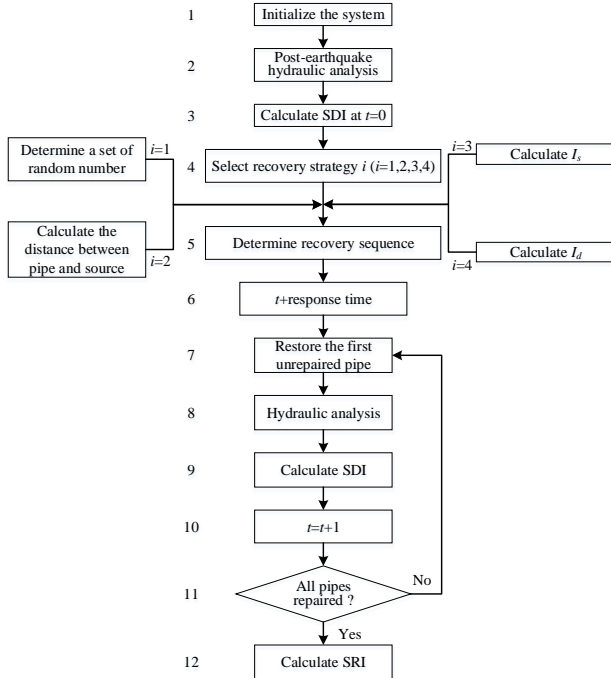 1
Initialize the system
2
Post-earthquake
hydraulic analysis
3
Calculate SDI at t=0
Determine a set of
random number
i=1
4
Select recovery strategy i (i=1,2,3,4)
i=3
Calculate Is
Calculate the
distance between
pipe and source
i=2
5
Determine recovery sequence
i=4
Calculate Id
6
t+response time
7
Restore the first
unrepaired pipe
8
Hydraulic analysis
9
Calculate SDI
10
t=t+1
11
All pipes
repaired ?
No
Yes
12
Calculate SRI